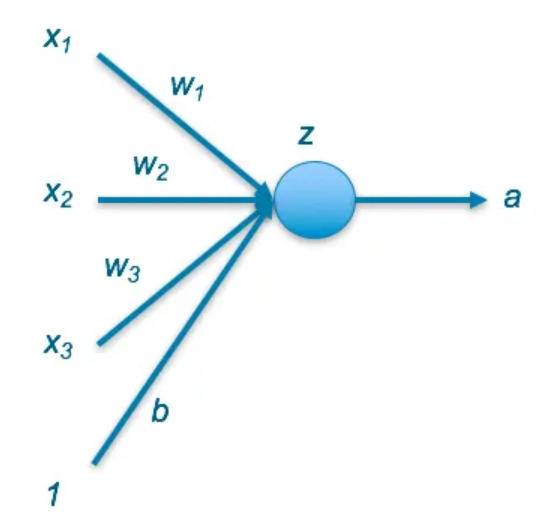 x₁
w₁
z
w₂
x₂
a
w₃
x₃
b
1